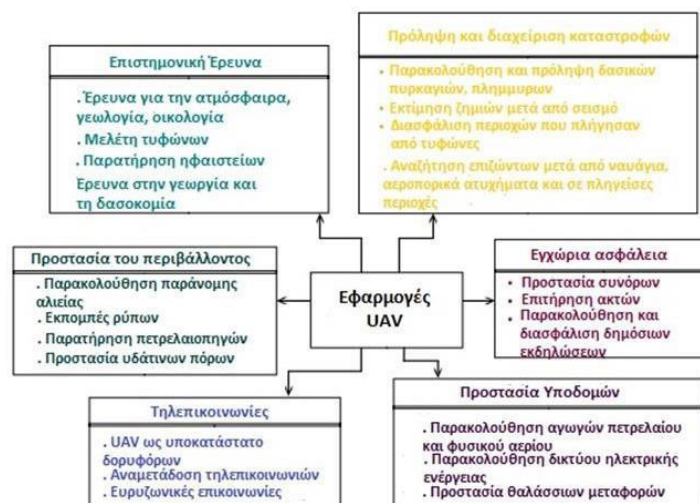 Επιστημονική Έρευνα
. Έρευνα για την ατμόσφαιρα,
γεωλογία, οικολογία
. Μελέτη τυφώνων
. Παρατήρηση ηφαιστείων
Έρευνα στην γεωργία και
τη δασοκομία
Πρόληψη και διαχείριση καταστροφών
• Παρακολούθηση και πρόληψη δασικών
πυρκαγιών, πλημμυρων
• Εκτίμηση ζημιών μετά από σεισμό
• Διασφάλιση περιοχών που πλήγησαν
από τυφώνες
. Αναζήτηση επιζώντων μετά από ναυάγια,
αεροπορικά ατυχήματα και σε πληγείσες
περιοχές
Προστασία του περιβάλλοντος
. Παρακολούθηση παράνομης
αλιείας
. Εκπομπές ρύπων
. Παρατήρηση πετρελαιοπηγών
. Προστασία υδάτινων πόρων
Εφαρμογές
UAV
Εγχώρια ασφάλεια
• Προστασία συνόρων
• Επιτήρηση ακτών
• Παρακολούθηση και
διασφάλιση δημόσιων
εκδηλώσεων
Τηλεπικοινωνίες
. UAV ως υποκατάστατο
δορυφόρων
. Αναμετάδοση τηλεπικοινωνιών
. Ευρυζωνικές επικοινωνίες
Προστασία Υποδομών
. Παρακολούθηση αγωγών πετρελαίου
και φυσικού αερίου
. Παρακολούθηση δικτύου ηλεκτρικής
ενέργειας
. Προστασία θαλάσσιων μεταφορών